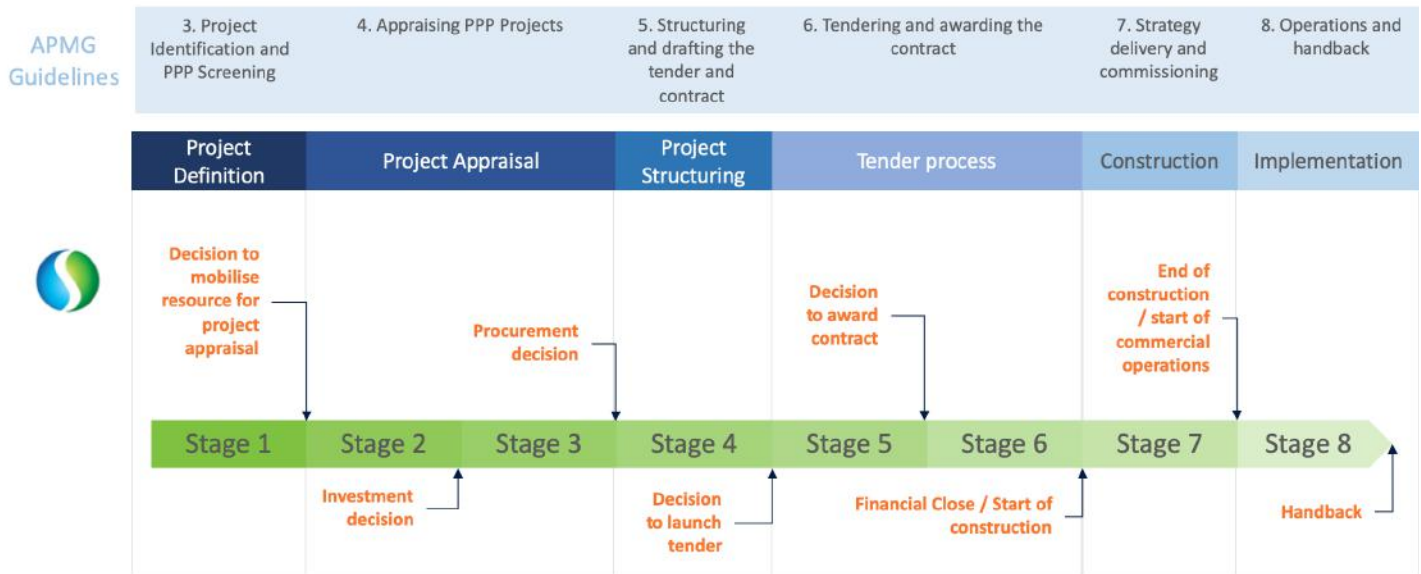 APMG
Guidelines
3. Project
Identification and
PPP Screening
4. Appraising PPP Projects
5. Structuring
and drafting the
tender and
contract
6. Tendering and awarding the
contract
7. Strategy
delivery and
commissioning
8. Operations and
handback
Project
Definition
Project Appraisal
Project
Structuring
Tender process
Construction
Implementation
Decision to
mobilise
resource for
project
appraisal
Procurement
decision
Decision
to award
contract
End of
construction
/ start of
commercial
operations
Stage 1
Stage 2
Stage 3
Stage 4
Stage 5
Stage 6
Stage 7
Stage 8
Investment
decision
Decision
to launch
tender
Financial Close / Start of
construction
Handback